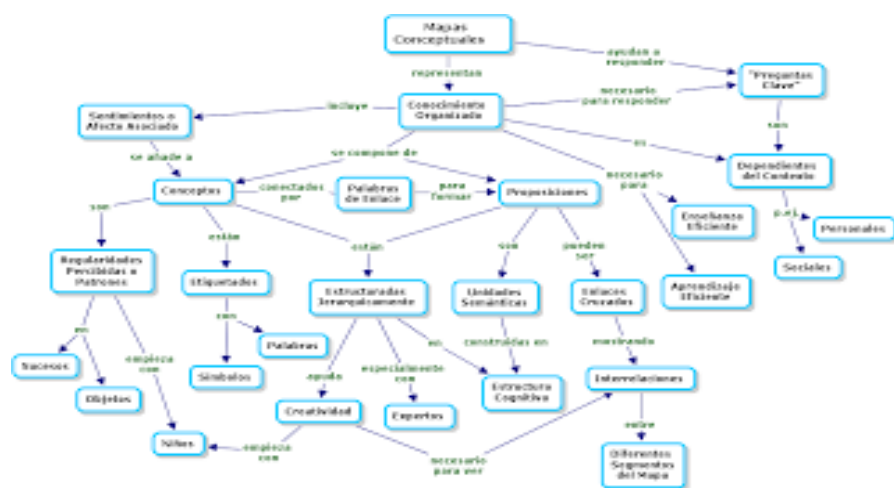 Mapas
Conceptuales
ayudan a
responder
representan
"Preguntas
Clave"
necesario
para responder
Conocimiento
Organizado
incluye
Sentimientos o
Afecto Asociado
son
es
se añade a
se compone de
necesario
para
Dependientes
del Contexto
Conceptos
conectados
por
Palabras
de Enlace
para
formar
Proposiciones
p.ej.
Enseñanza
Eficiente
Personales
son
están
están
son
pueden
ser
Sociales
Regularidades
Percibidas o
Patrones
Etiquetados
Estructuradas
Jerarquicamente
Unidades
Semánticas
Enlaces
Cruzados
Aprendizaje
Eficiente
en
con
empieza
con
en
construidas en
mostrando
Sucesos
Palabras
Símbolos
ayuda
especialmente
con
Estructura
Cognitiva
Interrelaciones
Objetos
Creatividad
Expertos
entre
Niños
empieza
con
necesario
para ver
Diferentes
Segmentos
del Mapa